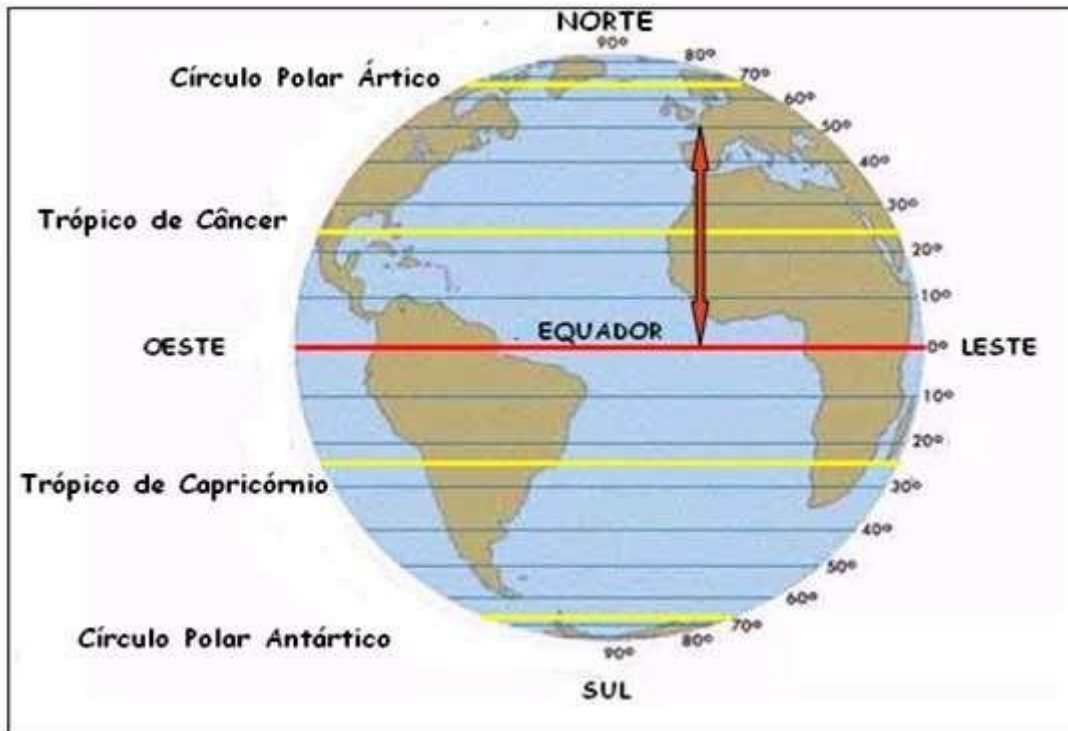 NORTE
90º
80º
Círculo Polar Ártico
70º
60º
50º
40º
30º
Trópico de Câncer
20º
10º
OESTE
EQUADOR
0º
LESTE
10º
20º
Trópico de Capricórnio
30º
40º
50º
60º
Círculo Polar Antártico
70º
80º
90º
SUL